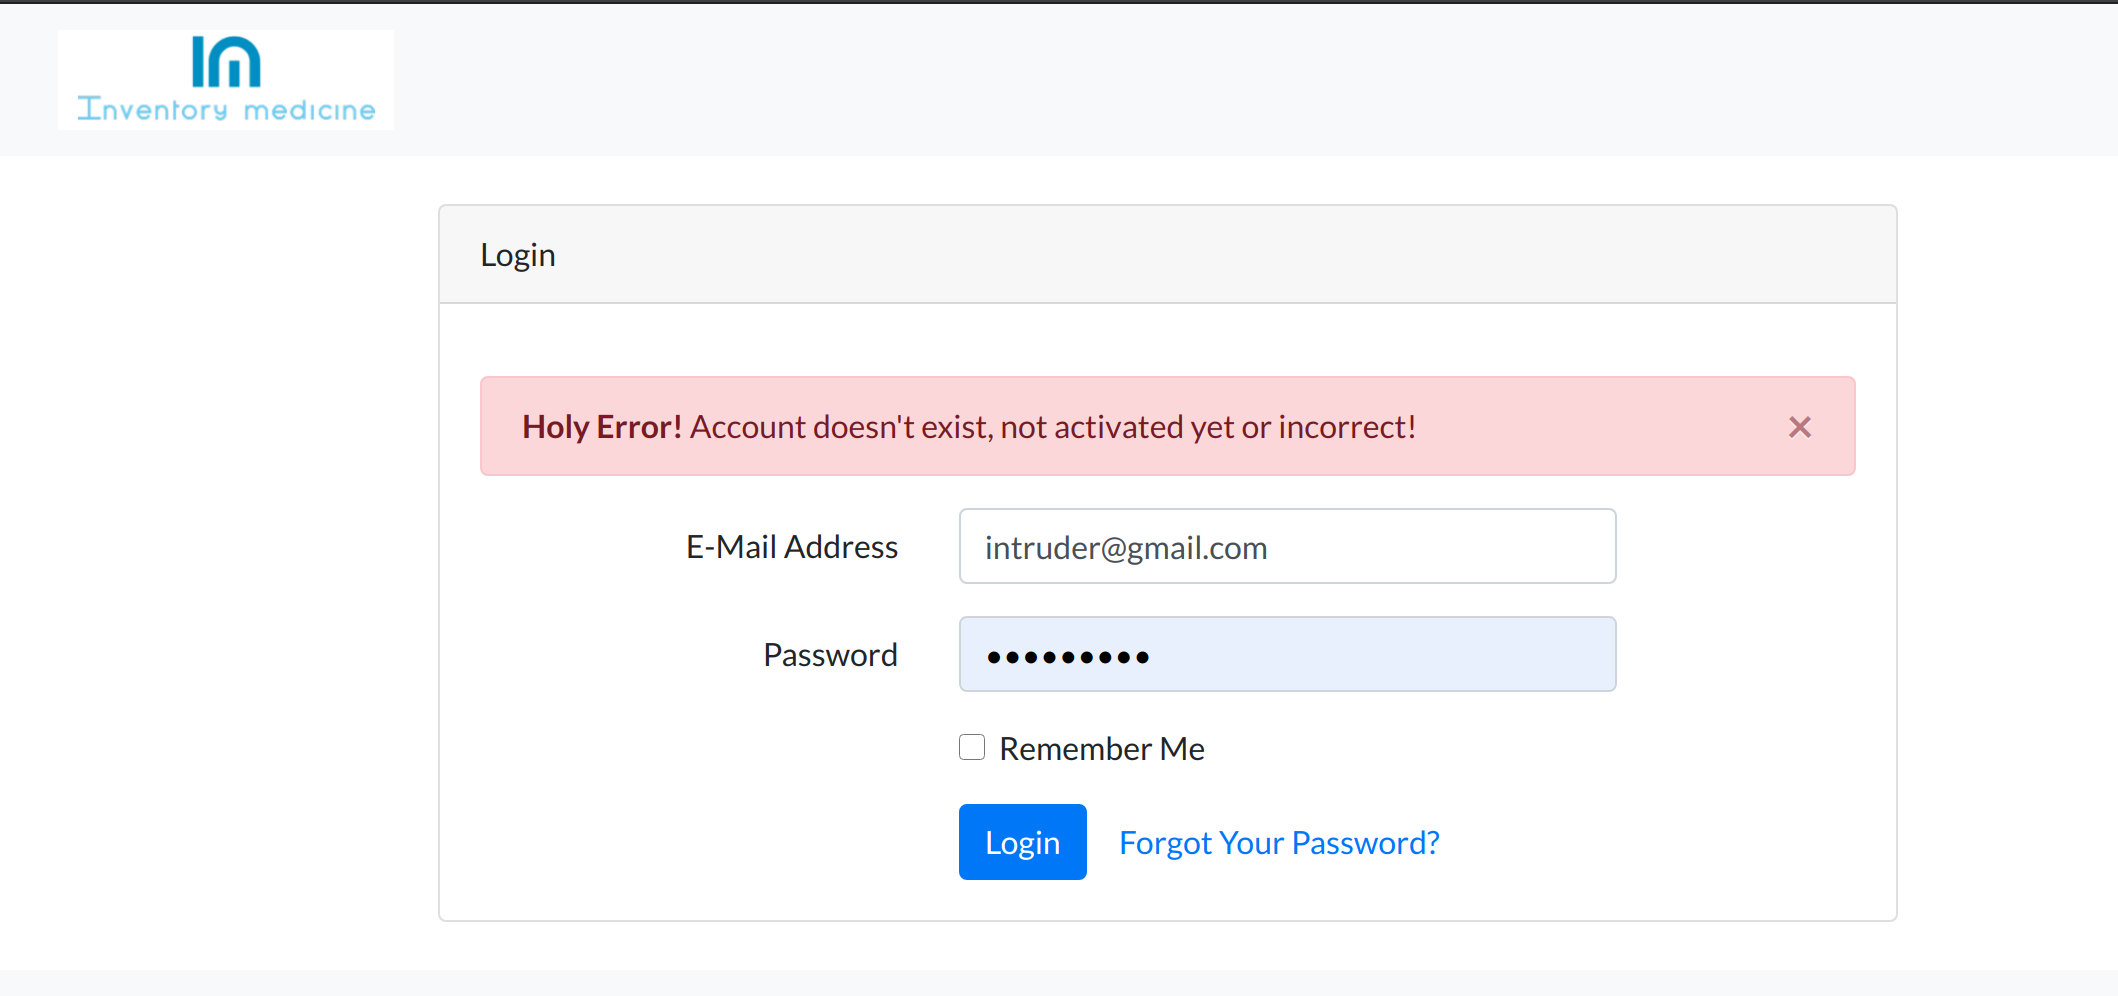 Inventory medicine
Login
Holy Error! Account doesn't exist, not activated yet or incorrect! ×
E-Mail Address intruder@gmail.com
Password •••••••••
Remember Me
Login Forgot Your Password?